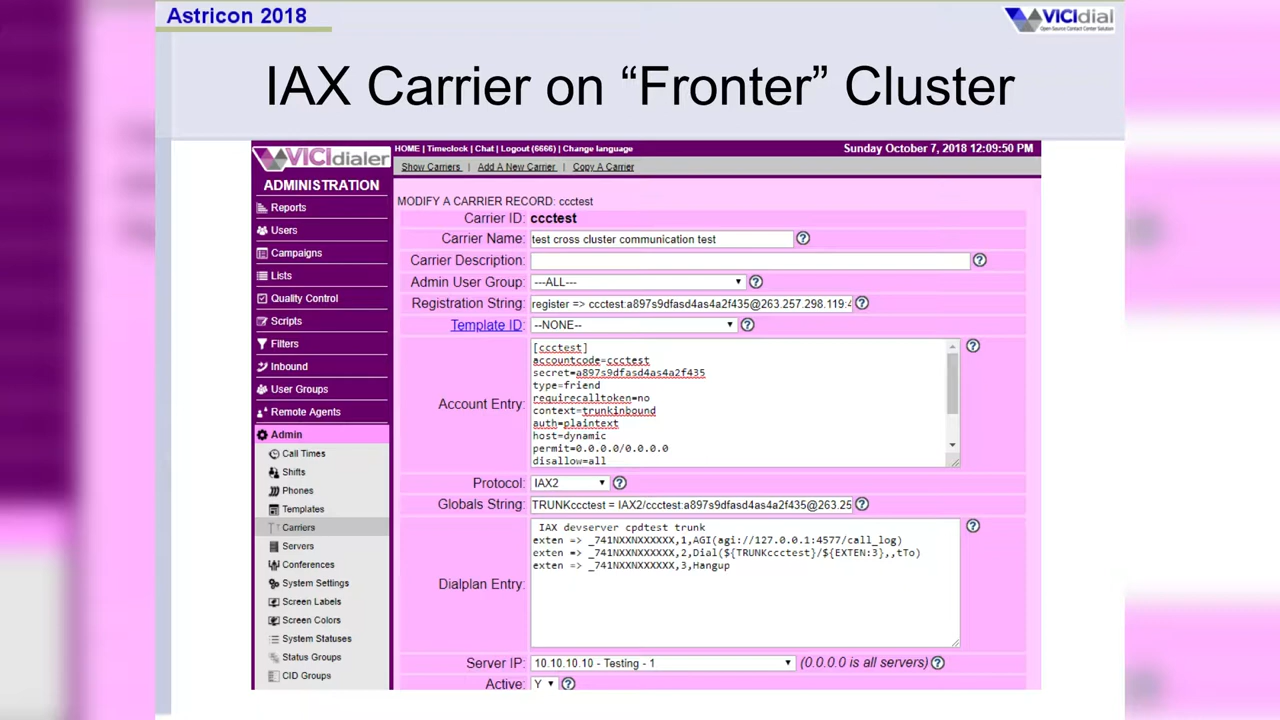 Astricon 2018
VICIdial
Open-Source Contact Center Solution
IAX Carrier on “Fronter” Cluster
VICIdialer
HOME | Timeclock | Chat | Logout (6666) | Change language
Sunday October 7, 2018 12:09:50 PM
Show Carriers | Add A New Carrier | Copy A Carrier
ADMINISTRATION
Reports
Users
Campaigns
Lists
Quality Control
Scripts
Filters
Inbound
User Groups
Remote Agents
Admin
Call Times
Shifts
Phones
Templates
Carriers
Servers
Conferences
System Settings
Screen Labels
Screen Colors
System Statuses
Status Groups
CID Groups
MODIFY A CARRIER RECORD: ccctest
Carrier ID: ccctest
Carrier Name: test cross cluster communication test
Carrier Description:
Admin User Group: ---ALL---
Registration String: register => ccctest:a897s9dfasd4as4a2f435@263.257.298.119:4
Template ID: --NONE--
Account Entry:
[ccctest]
accountcode=ccctest
secret=a897s9dfasd4as4a2f435
type=friend
requirecalltoken=no
context=trunkinbound
auth=plaintext
host=dynamic
permit=0.0.0.0/0.0.0.0
disallow=all
Protocol: IAX2
Globals String: TRUNKccctest = IAX2/ccctest:a897s9dfasd4as4a2f435@263.25
Dialplan Entry:
IAX devserver cpdtest trunk
exten => _741NXXNXXXXXX,1,AGI(agi://127.0.0.1:4577/call_log)
exten => _741NXXNXXXXXX,2,Dial(${TRUNKccctest}/${EXTEN:3},,tTo)
exten => _741NXXNXXXXXX,3,Hangup
Server IP: 10.10.10.10 - Testing - 1 (0.0.0.0 is all servers)
Active: Y